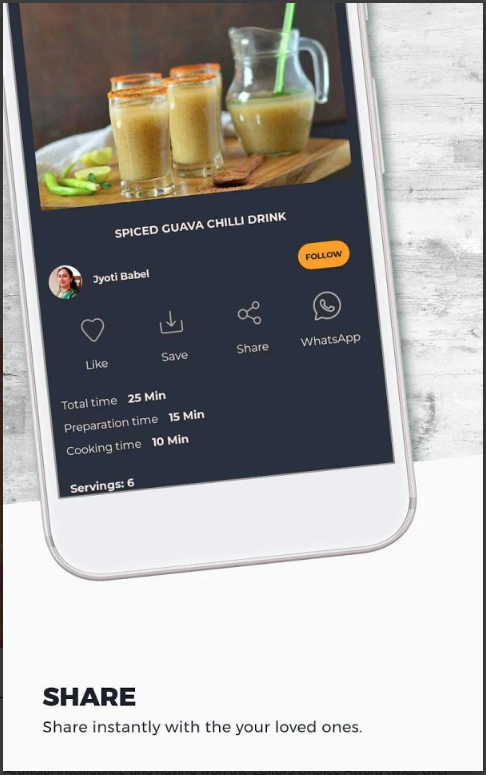 SPICED GUAVA CHILLI DRINK
Jyoti Babel
FOLLOW
Like
Save
Share
WhatsApp
Total time 25 Min
Preparation time 15 Min
Cooking time 10 Min
Servings: 6
SHARE
Share instantly with the your loved ones.